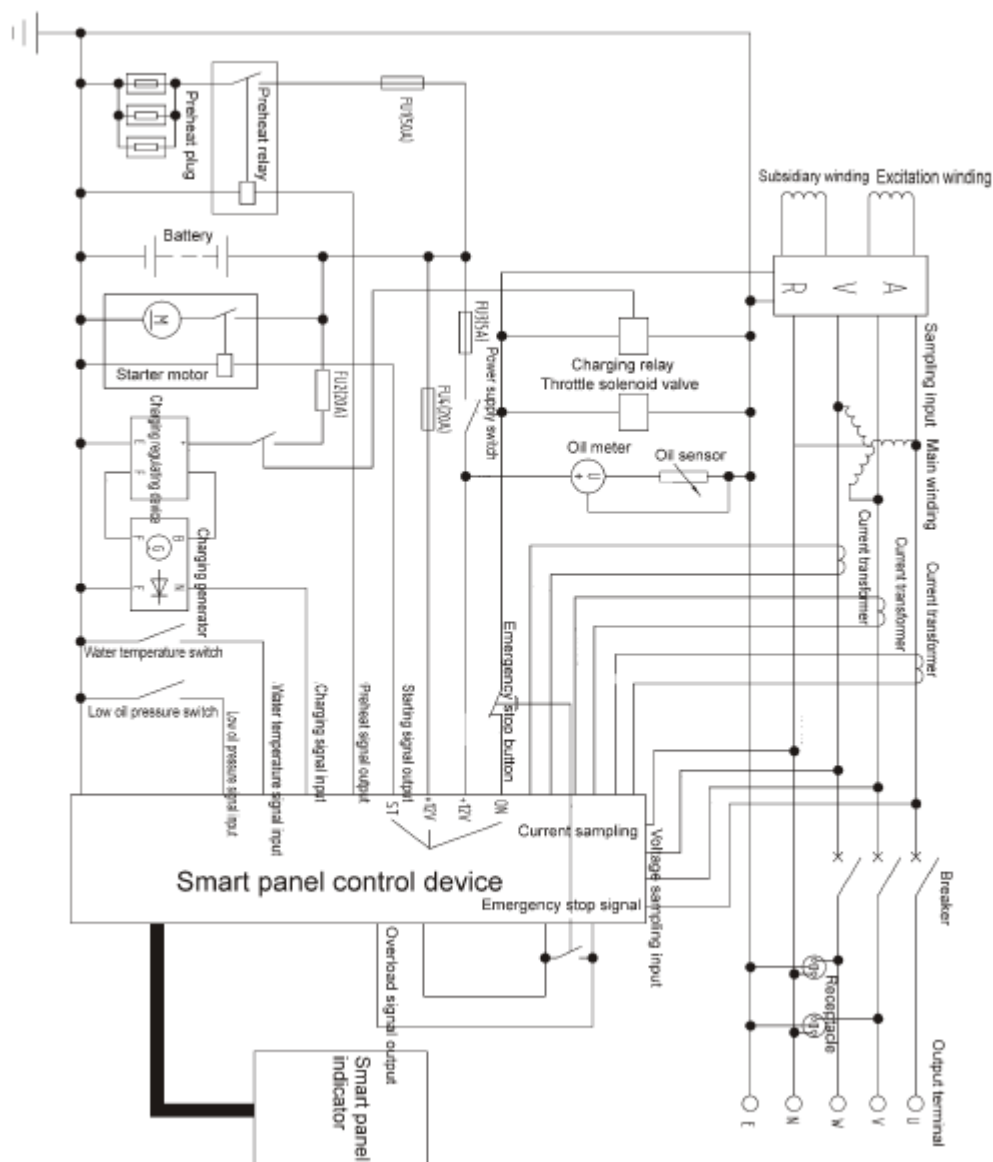 Preheat plug
Preheat relay
FU1(50A)
Subsidiary winding
Excitation winding
A
V
R
Sampling input
Battery
M
Starter motor
FU2(20A)
FU4(20A)
FU3(5A)
Power supply switch
Charging relay
Throttle solenoid valve
Oil meter
U
+
Oil sensor
Main winding
Charging regulating device
+
E
F
B
F
G
N
E
Charging generator
Current transformer
Current transformer
Current transformer
Water temperature switch
Low oil pressure switch
Low oil pressure signal input
Water temperature signal input
Charging signal input
Preheat signal output
Starting signal output
Emergency stop button
ST
+12V
+12V
ON
Current sampling
Smart panel control device
Emergency stop signal
Voltage sampling input
Breaker
Overload signal output
Receptacle
Smart panel
indicator
Output terminal
E
N
W
V
U